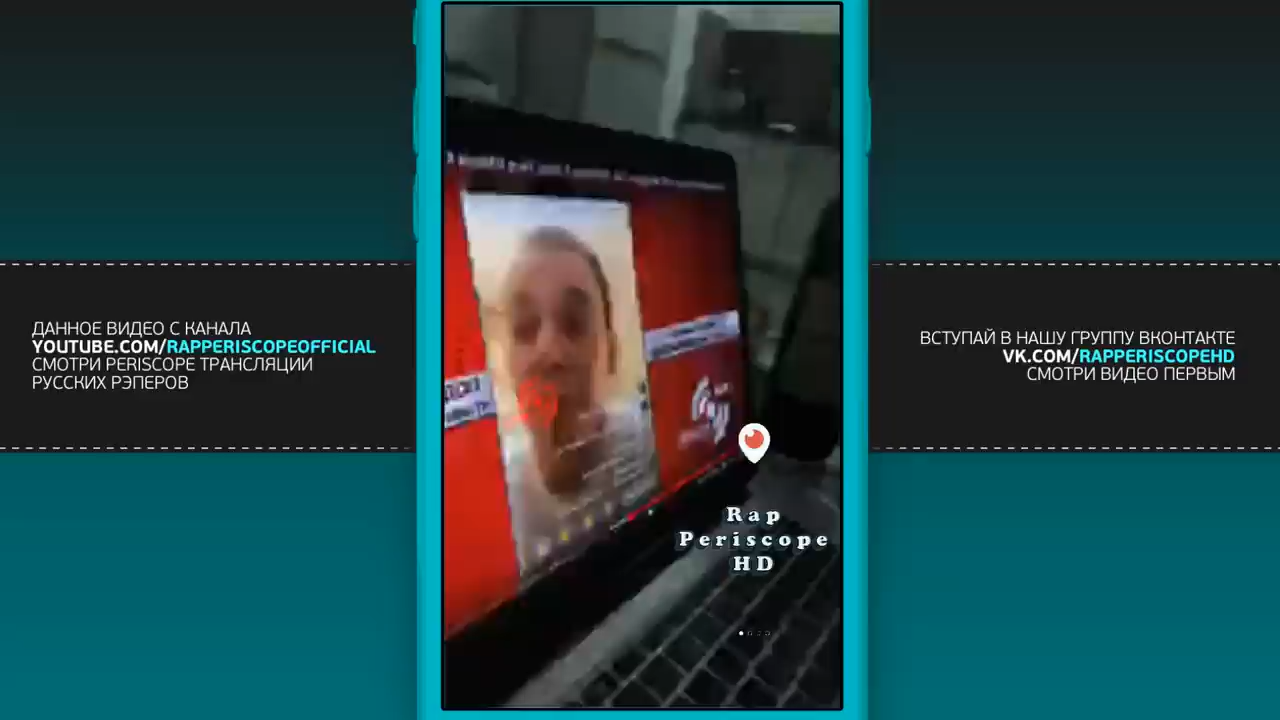 ДАННОЕ ВИДЕО С КАНАЛА
YOUTUBE.COM/RAPPERISCOPEOFFICIAL
СМОТРИ PERISCOPE ТРАНСЛЯЦИИ
РУССКИХ РЭПЕРОВ
ВСТУПАЙ В НАШУ ГРУППУ ВКОНТАКТЕ
VK.COM/RAPPERISCOPEHD
СМОТРИ ВИДЕО ПЕРВЫМ
Rap
Periscope
HD